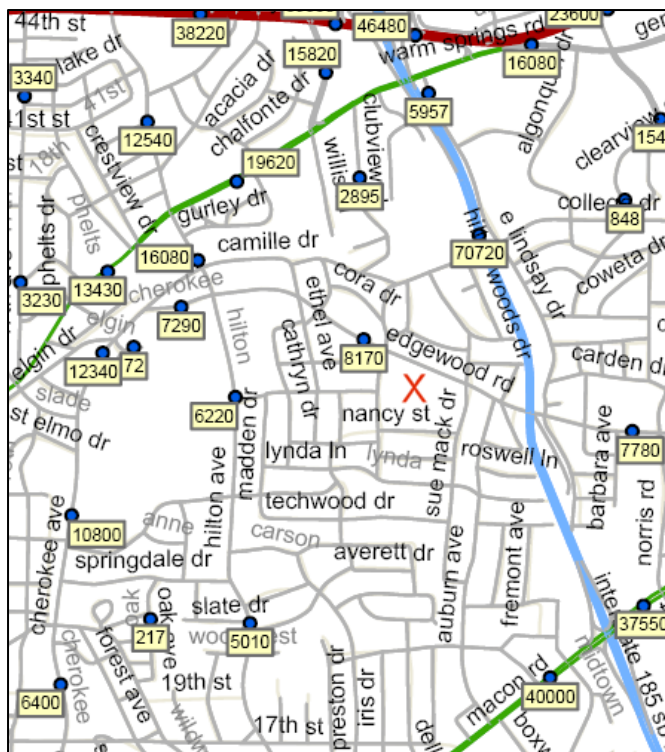 44th st
38220
46480
warm springs rd
23600
lake dr
15820
16080
3340
41st
acacia dr
chalfonte dr
5957
algonquin dr
41st st
12540
clubview
clearview
18th
crestview dr
19620
willis
2895
phelts dr
phelts
gurley dr
college dr
848
camille dr
hilton woods dr
e lindsay dr
16080
70720
coweta dr
13430
cherokee
cora dr
3230
elgin
7290
hilton
ethel ave
cathryn dr
8170
edgewood rd
elgin dr
12340
72
carden dr
X
slade
6220
madden dr
nancy st
sue mack dr
st elmo dr
barbara ave
7780
lynda ln
lynda
roswell ln
hilton ave
techwood dr
norris rd
10800
anne
carson
cherokee ave
springdale dr
averett dr
auburn ave
fremont ave
interstate 185
oak
oak ave
slate dr
37550
217
5010
forest ave
cherokee
19th st
preston dr
iris dr
macon rd
midtown
6400
40000
17th st